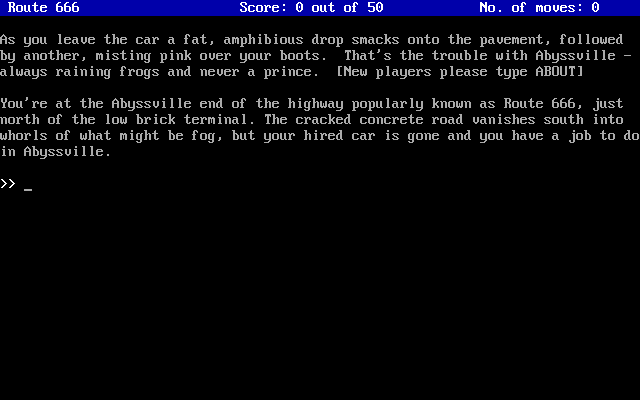 Route 666 Score: 0 out of 50 No. of moves: 0
As you leave the car a fat, amphibious drop smacks onto the pavement, followed
by another, misting pink over your boots.  That's the trouble with Abyssville -
always raining frogs and never a prince.  [New players please type ABOUT]
You're at the Abyssville end of the highway popularly known as Route 666, just
north of the low brick terminal. The cracked concrete road vanishes south into
whorls of what might be fog, but your hired car is gone and you have a job to do
in Abyssville.
>> _